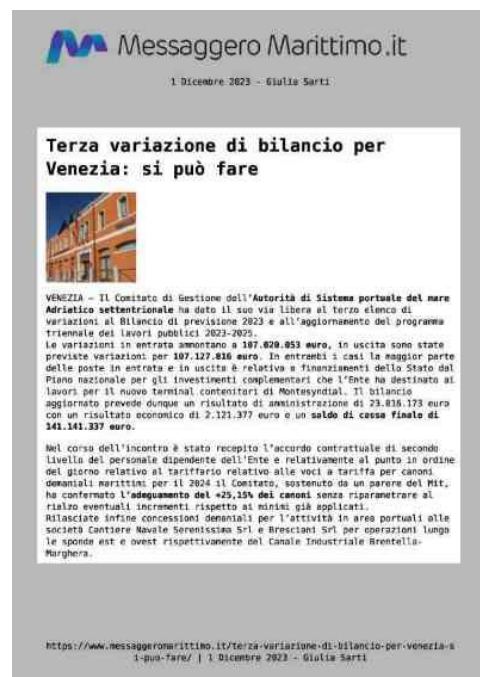 Messaggero Marittimo.it
1 Dicembre 2023 - Giulia Sarti
Terza variazione di bilancio per
Venezia: si può fare
VENEZIA – Il Comitato di Gestione dell'Autorità di Sistema portuale del mare
Adriatico settentrionale ha dato il suo via libera al terzo elenco di
variazioni al Bilancio di previsione 2023 e all'aggiornamento del programma
triennale dei lavori pubblici 2023-2025.
Le variazioni in entrata ammontano a 107.020.053 euro, in uscita sono state
previste variazioni per 107.127.816 euro. In entrambi i casi la maggior parte
delle poste in entrata e in uscita è relativa a finanziamenti dello Stato dal
Piano nazionale per gli investimenti complementari che l'Ente ha destinato ai
lavori per il nuovo terminal contenitori di Montesyndial. Il bilancio
aggiornato prevede dunque un risultato di amministrazione di 23.816.173 euro
con un risultato economico di 2.121.377 euro e un saldo di cassa finale di
141.141.337 euro.
Nel corso dell'incontro è stato recepito l'accordo contrattuale di secondo
livello del personale dipendente dell'Ente e relativamente al punto in ordine
del giorno relativo al tariffario relativo alle voci a tariffa per canoni
demaniali marittimi per il 2024 il Comitato, sostenuto da un parere del Mit,
ha confermato l'adeguamento del +25,15% dei canoni senza riparametrare al
rialzo eventuali incrementi rispetto ai minimi già applicati.
Rilasciate infine concessioni demaniali per l'attività in area portuali alle
società Cantiere Navale Serenissima Srl e Bresciani Srl per operazioni lungo
le sponde est e ovest rispettivamente del Canale Industriale Brentella-
Marghera.
https://www.messaggeromarittimo.it/terza-variazione-di-bilancio-per-venezia-s
i-puo-fare/ | 1 Dicembre 2023 - Giulia Sarti